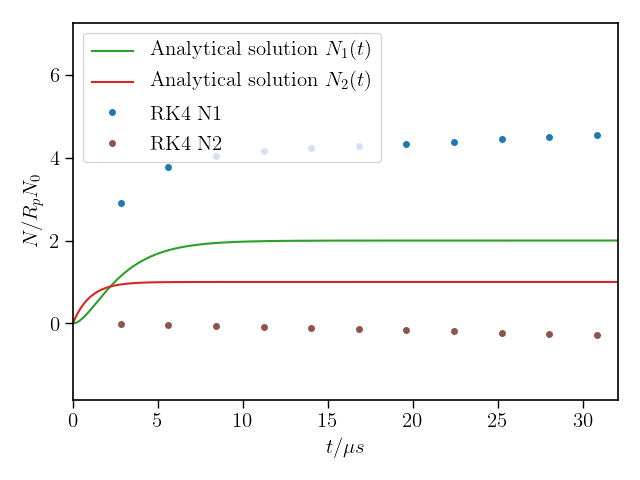 Analytical solution N₁(t)
Analytical solution N₂(t)
RK4 N1
RK4 N2
N/RₚN₀
6
4
2
0
0 5 10 15 20 25 30
t/μs